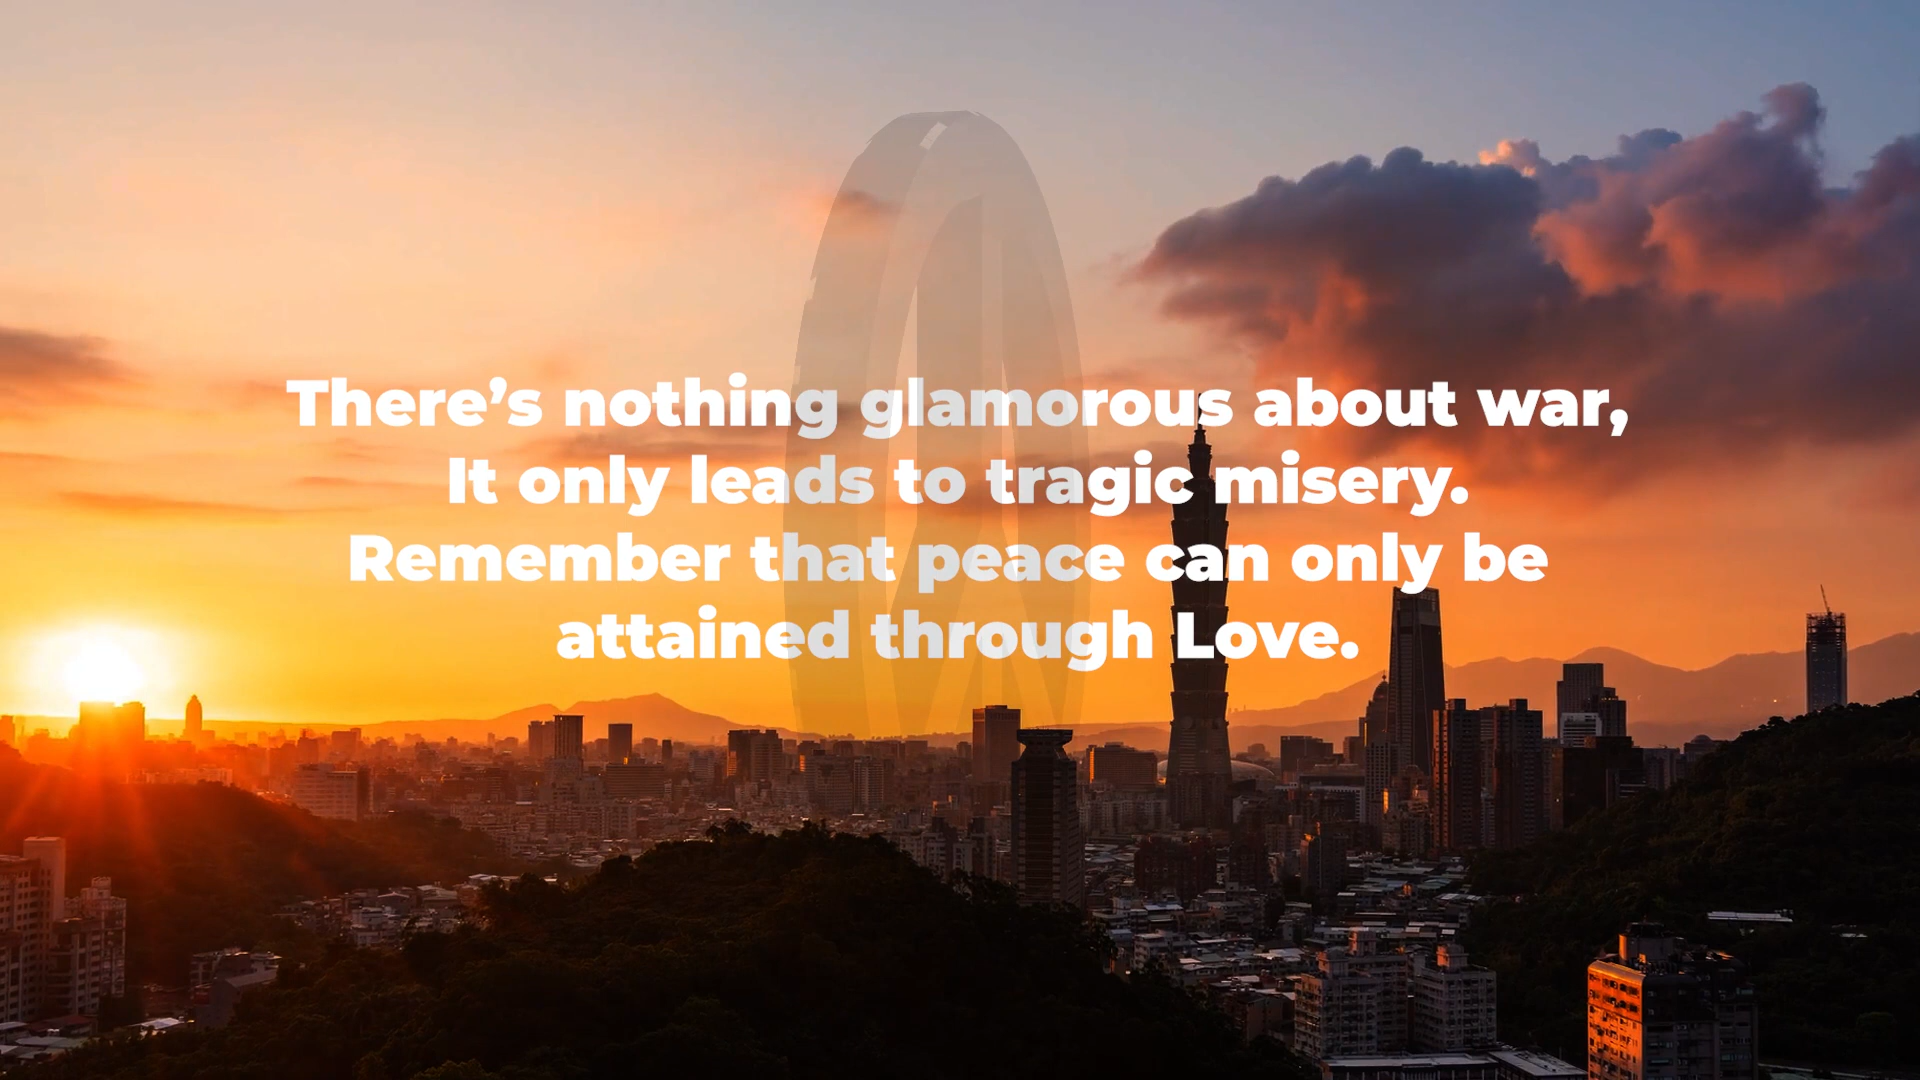 There’s nothing glamorous about war,
It only leads to tragic misery.
Remember that peace can only be
attained through Love.